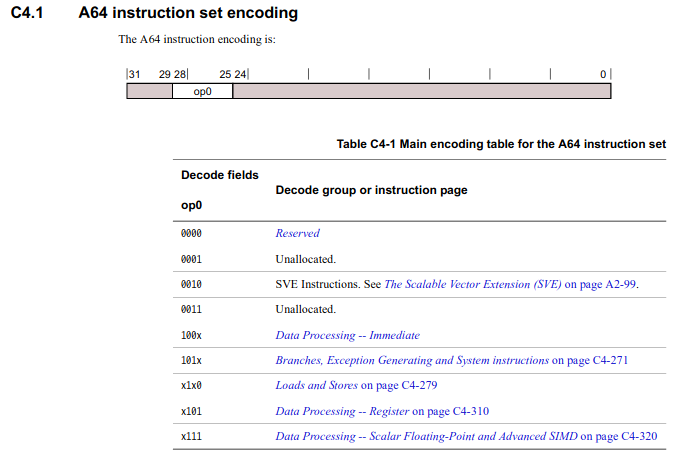 C4.1 A64 instruction set encoding
The A64 instruction encoding is:
|31 29 28| 25 24| | | | | | 0 |
op0
Table C4-1 Main encoding table for the A64 instruction set
Decode fields
Decode group or instruction page
op0
0000 Reserved
0001 Unallocated.
0010 SVE Instructions. See The Scalable Vector Extension (SVE) on page A2-99.
0011 Unallocated.
100x Data Processing -- Immediate
101x Branches, Exception Generating and System instructions on page C4-271
x1x0 Loads and Stores on page C4-279
x101 Data Processing -- Register on page C4-310
x111 Data Processing -- Scalar Floating-Point and Advanced SIMD on page C4-320